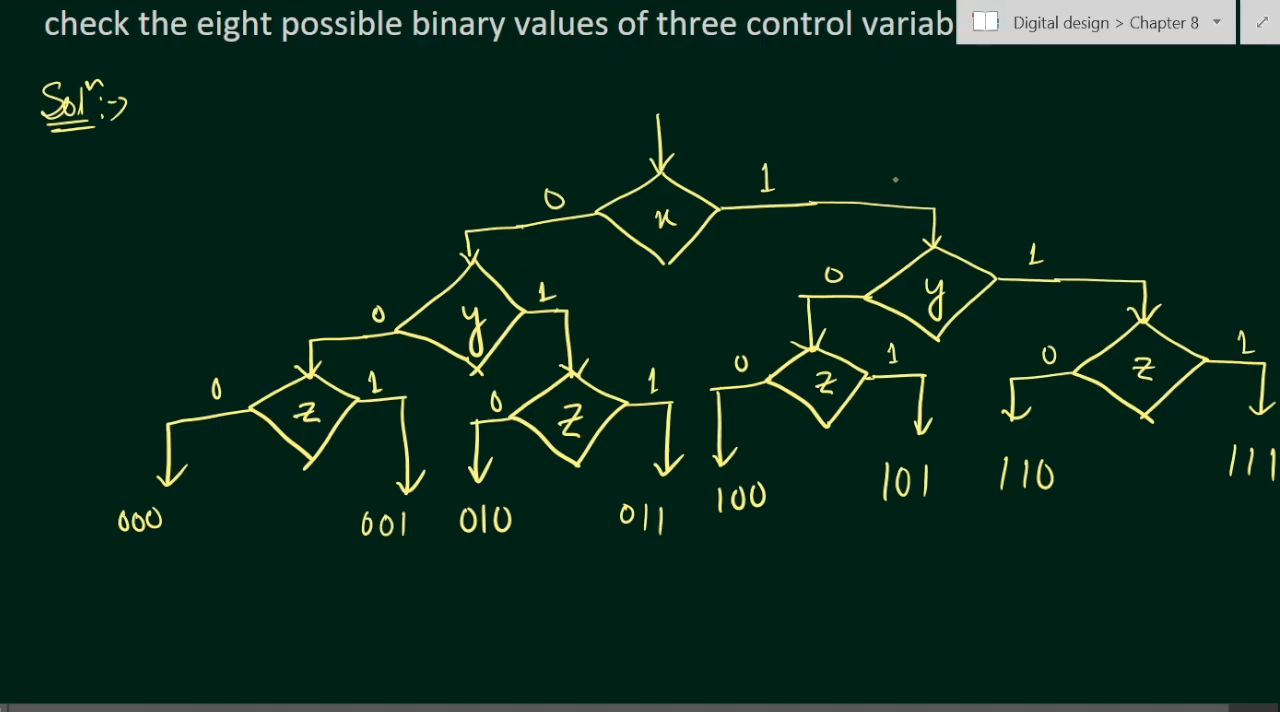 check the eight possible binary values of three control variab
Digital design > Chapter 8
Solⁿ:->
0 x 1
0 y 1 0 y 1
0 z 1 0 z 1 0 z 1 0 z 1
000 001 010 011 100 101 110 111